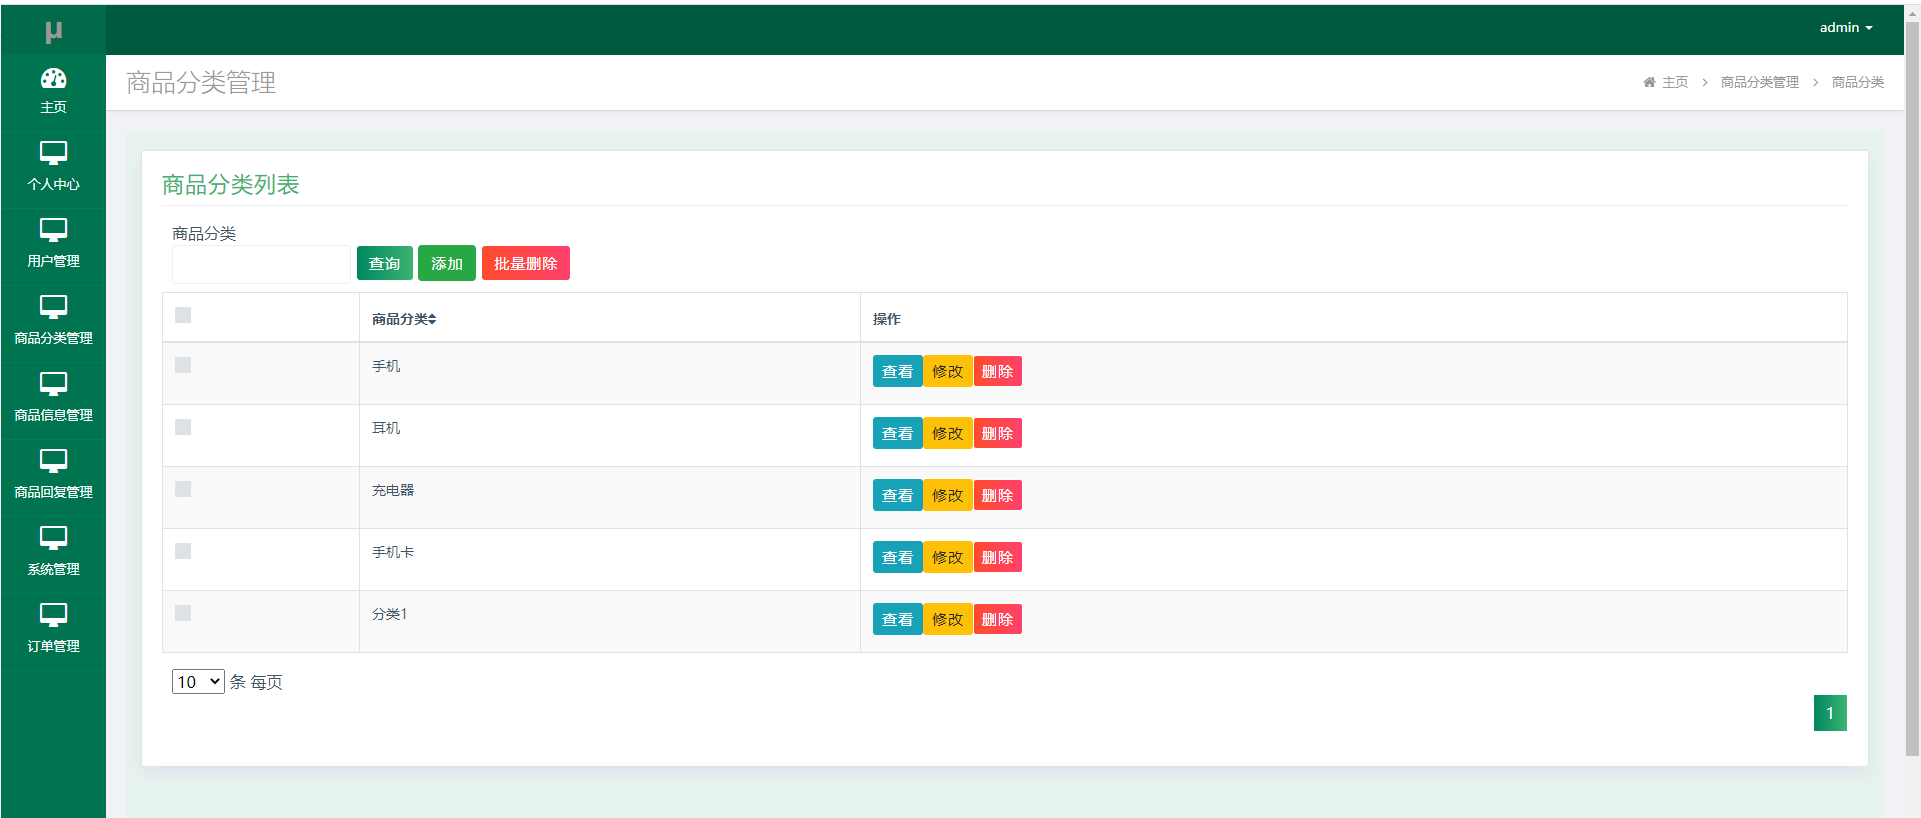 μ
admin
主页
个人中心
用户管理
商品分类管理
商品信息管理
商品回复管理
系统管理
订单管理
商品分类管理
主页 > 商品分类管理 > 商品分类
商品分类列表
商品分类
查询 添加 批量删除
商品分类 操作
手机 查看 修改 删除
耳机 查看 修改 删除
充电器 查看 修改 删除
手机卡 查看 修改 删除
分类1 查看 修改 删除
10 条 每页
1